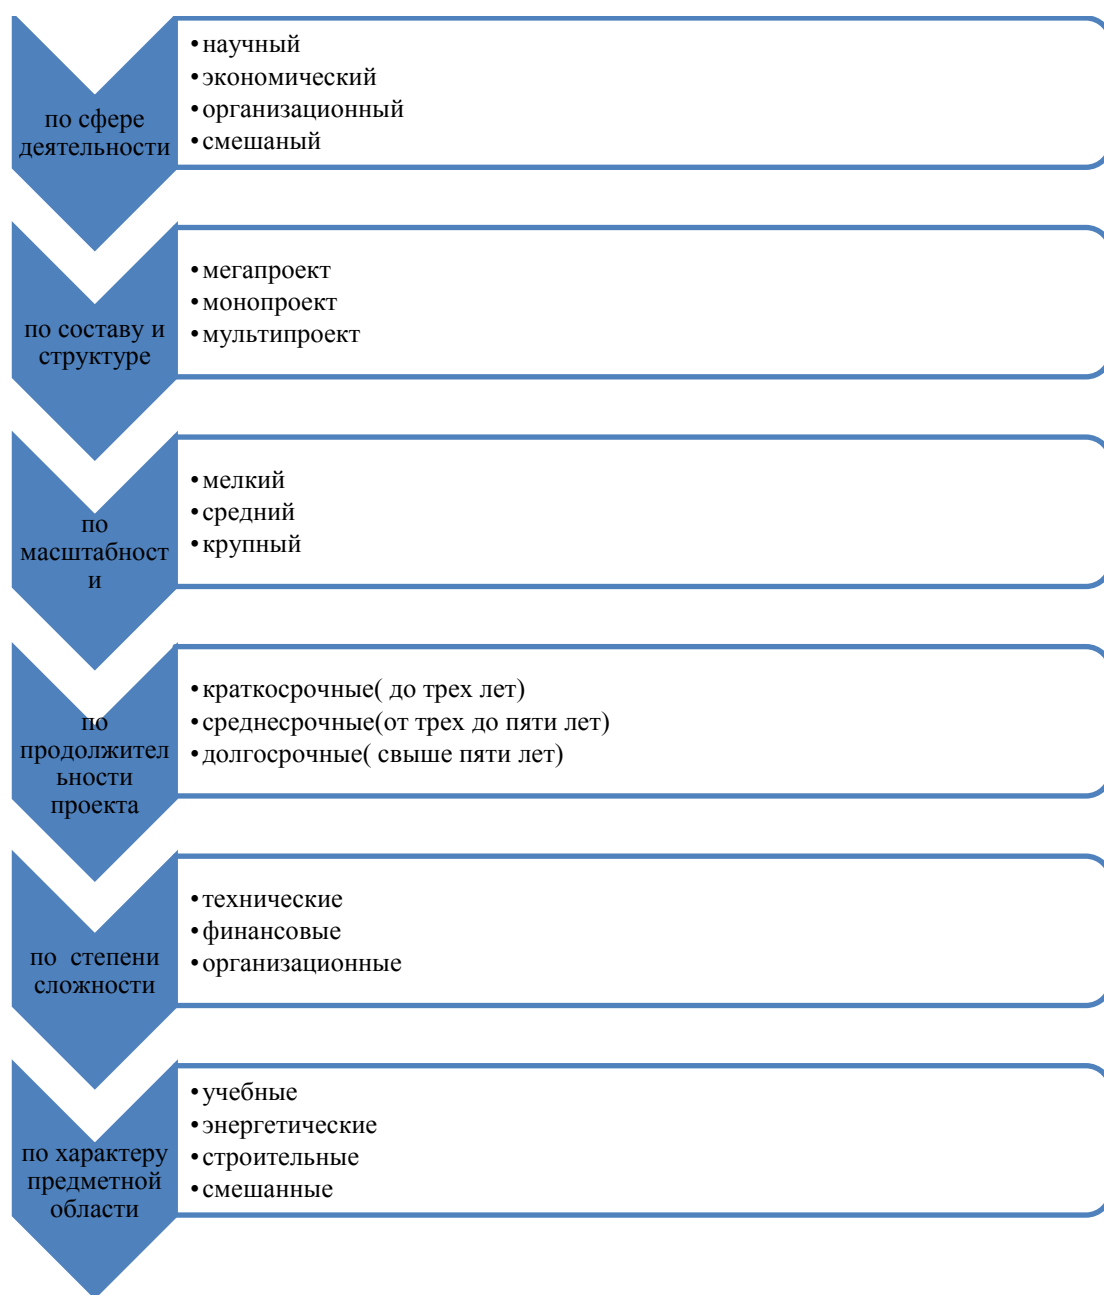 по сфере
деятельности
•научный
•экономический
•организационный
•смешаный
по составу и
структуре
•мегапроект
•монопроект
•мультипроект
по
масштабност
и
•мелкий
•средний
•крупный
по
продолжител
ьности
проекта
•краткосрочные( до трех лет)
•среднесрочные(от трех до пяти лет)
•долгосрочные( свыше пяти лет)
по степени
сложности
•технические
•финансовые
•организационные
по характеру
предметной
области
•учебные
•энергетические
•строительные
•смешанные